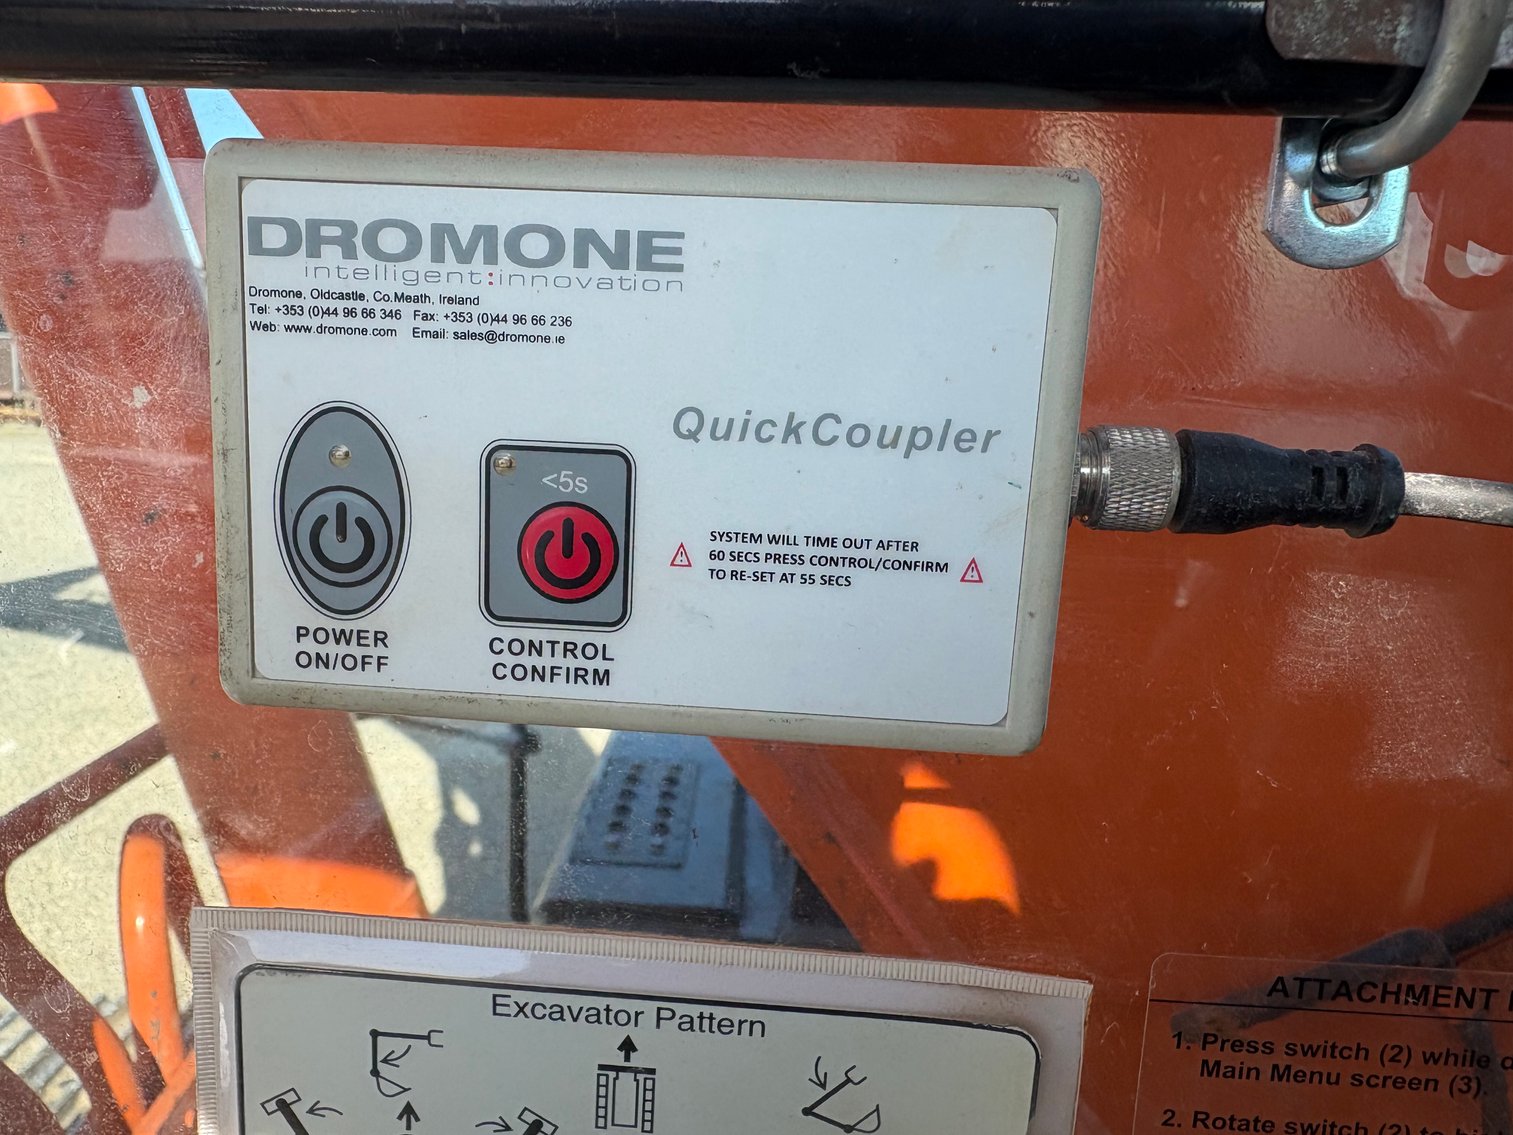 DROMONE
intelligent:innovation
Dromone, Oldcastle, Co.Meath, Ireland
Tel: +353 (0)44 96 66 346 Fax: +353 (0)44 96 66 236
Web: www.dromone.com Email: sales@dromone.ie
QuickCoupler
<5s
SYSTEM WILL TIME OUT AFTER
60 SECS PRESS CONTROL/CONFIRM
TO RE-SET AT 55 SECS
POWER
ON/OFF
CONTROL
CONFIRM
Excavator Pattern
ATTACHMENT
1. Press switch (2) while
Main Menu screen (3).
2. Rotate switch (2) to